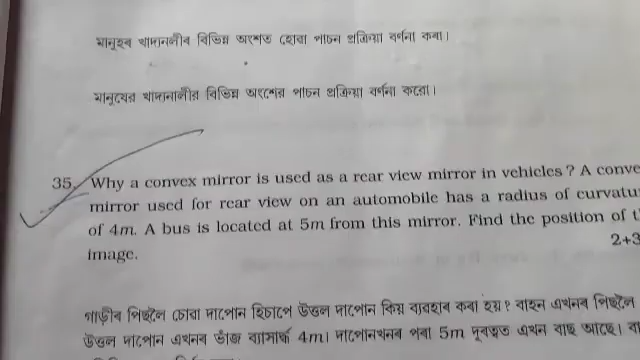 মানুহৰ খাদ্যনলীৰ বিভিন্ন অংশত হোৱা পাচন প্ৰক্ৰিয়া বৰ্ণনা কৰা।
মানুষের খাদ্যনালীর বিভিন্ন অংশের পাচন প্রক্রিয়া বর্ণনা করো।
35. Why a convex mirror is used as a rear view mirror in vehicles? A conve
mirror used for rear view on an automobile has a radius of curvatu
of 4m. A bus is located at 5m from this mirror. Find the position of t
image.
2+3
গাড়ীৰ পিছলৈ চোৱা দাপোন হিচাপে উত্তল দাপোন কিয় ব্যৱহাৰ কৰা হয়? বাহন এখনৰ পিছলৈ
উত্তল দাপোন এখনৰ ভাঁজ ব্যাসাৰ্দ্ধ 4m। দাপোনখনৰ পৰা 5m দূৰত্বত এখন বাছ আছে।